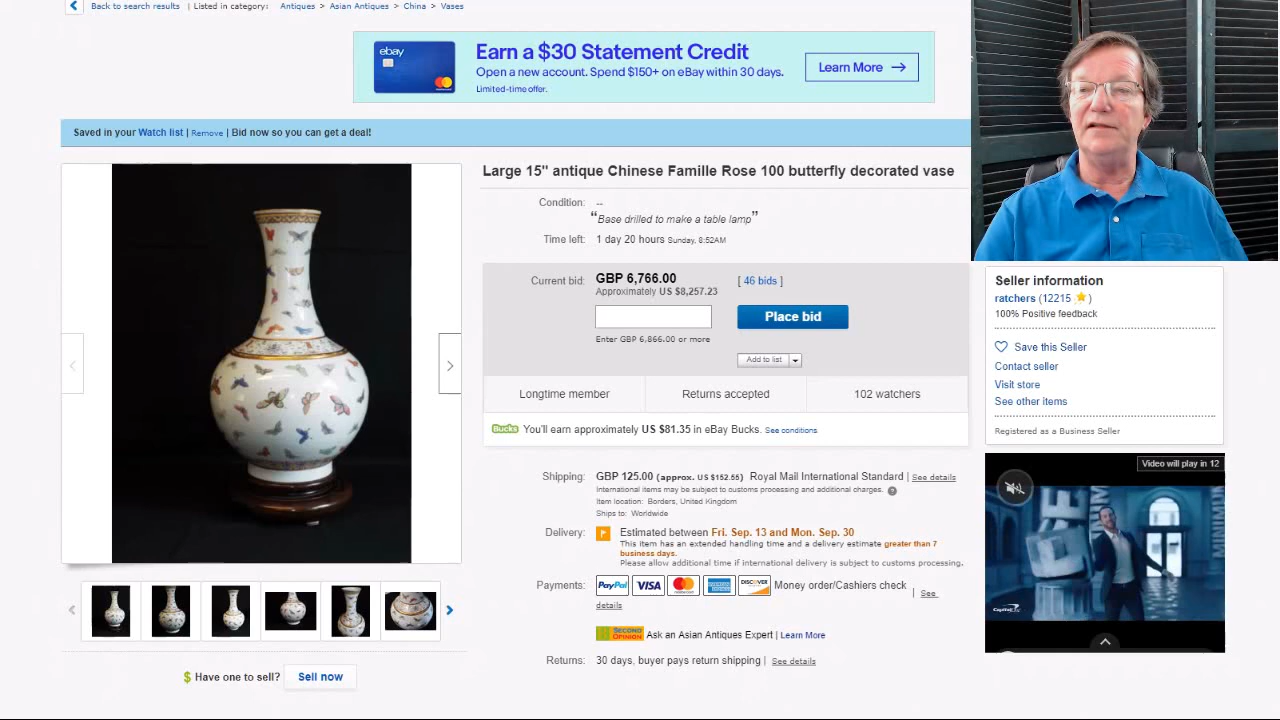 Back to search results | Listed in category: Antiques > Asian Antiques > China > Vases
ebay
Earn a $30 Statement Credit
Open a new account. Spend $150+ on eBay within 30 days.
Limited-time offer.
Learn More →
Saved in your Watch list | Remove | Bid now so you can get a deal!
Large 15" antique Chinese Famille Rose 100 butterfly decorated vase
Condition: --
“Base drilled to make a table lamp”
Time left: 1 day 20 hours Sunday, 8:52AM
Current bid: GBP 6,766.00 [ 46 bids ]
Approximately US $8,257.23
Place bid
Enter GBP 6,866.00 or more
Add to list
Longtime member Returns accepted 102 watchers
Bucks You'll earn approximately US $81.35 in eBay Bucks. See conditions
Shipping: GBP 125.00 (approx. US $152.55) Royal Mail International Standard | See details
International items may be subject to customs processing and additional charges.
Item location: Borders, United Kingdom
Ships to: Worldwide
Delivery: Estimated between Fri. Sep. 13 and Mon. Sep. 30
This item has an extended handling time and a delivery estimate greater than 7
business days.
Please allow additional time if international delivery is subject to customs processing.
Payments: PayPal VISA DISCOVER Money order/Cashiers check | See
details
SECOND OPINION Ask an Asian Antiques Expert | Learn More
Returns: 30 days, buyer pays return shipping | See details
$ Have one to sell? Sell now
Seller information
ratchers (12215 )
100% Positive feedback
Save this Seller
Contact seller
Visit store
See other items
Registered as a Business Seller
Video will play in 12
Capital One